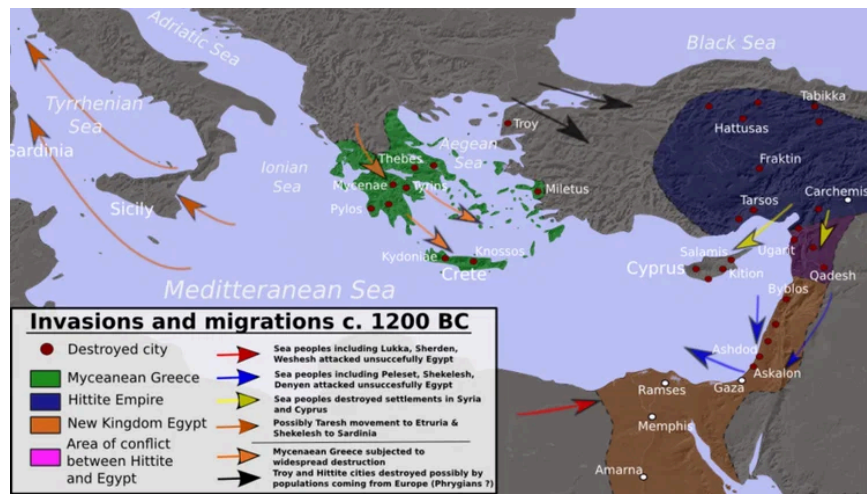 Adriatic Sea
Black Sea
Tyrrhenian
Sea
Sardinia
Ionian
Sea
Sicily
Aegean
Sea
Troy
Thebes
Mycenae
Tyrins
Pylos
Miletus
Kydoniae
Knossos
Crete
Tabikka
Hattusas
Fraktin
Tarsos
Carchemis
Salamis
Ugarit
Cyprus
Kition
Qadesh
Byblos
Mediterranean Sea
Ashdod
Askalon
Gaza
Ramses
Memphis
Amarna
Invasions and migrations c. 1200 BC
Destroyed city
Myceanean Greece
Hittite Empire
New Kingdom Egypt
Area of conflict
between Hittite
and Egypt
Sea peoples including Lukka, Sherden,
Weshesh attacked unsuccefully Egypt
Sea peoples including Peleset, Shekelesh,
Denyen attacked unsuccesfully Egypt
Sea peoples destroyed settlements in Syria
and Cyprus
Possibly Taresh movement to Etruria &
Shekelesh to Sardinia
Mycenaean Greece subjected to
widespread destruction
Troy and Hittite cities destroyed possibly by
populations coming from Europe (Phrygians ?)